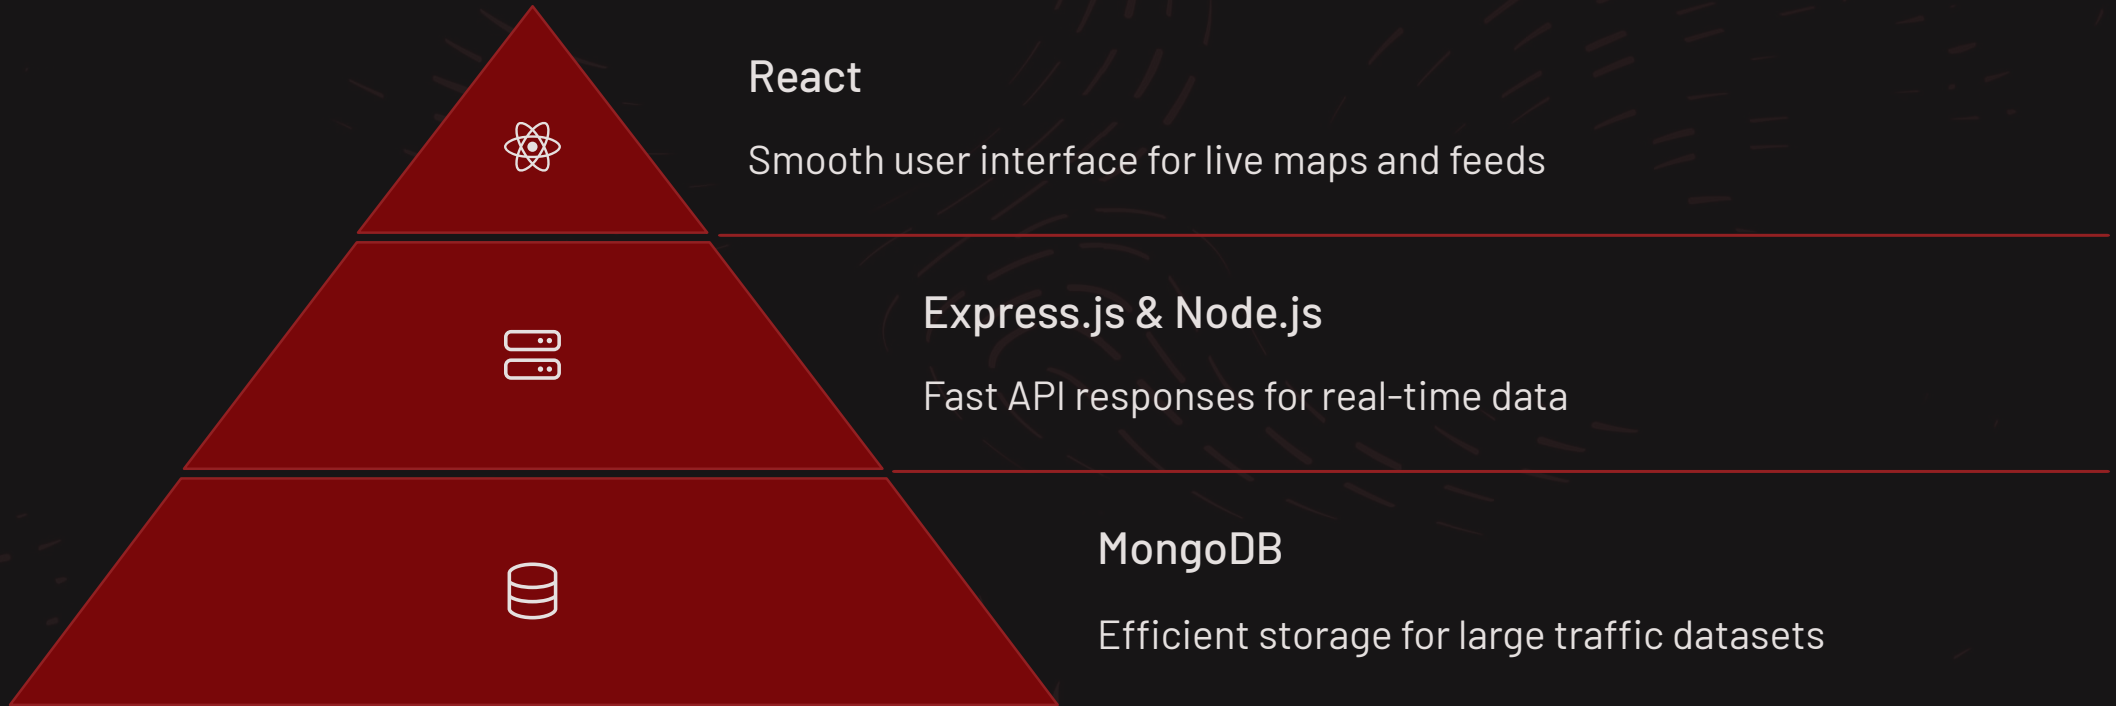 React
Smooth user interface for live maps and feeds
Express.js & Node.js
Fast API responses for real-time data
MongoDB
Efficient storage for large traffic datasets